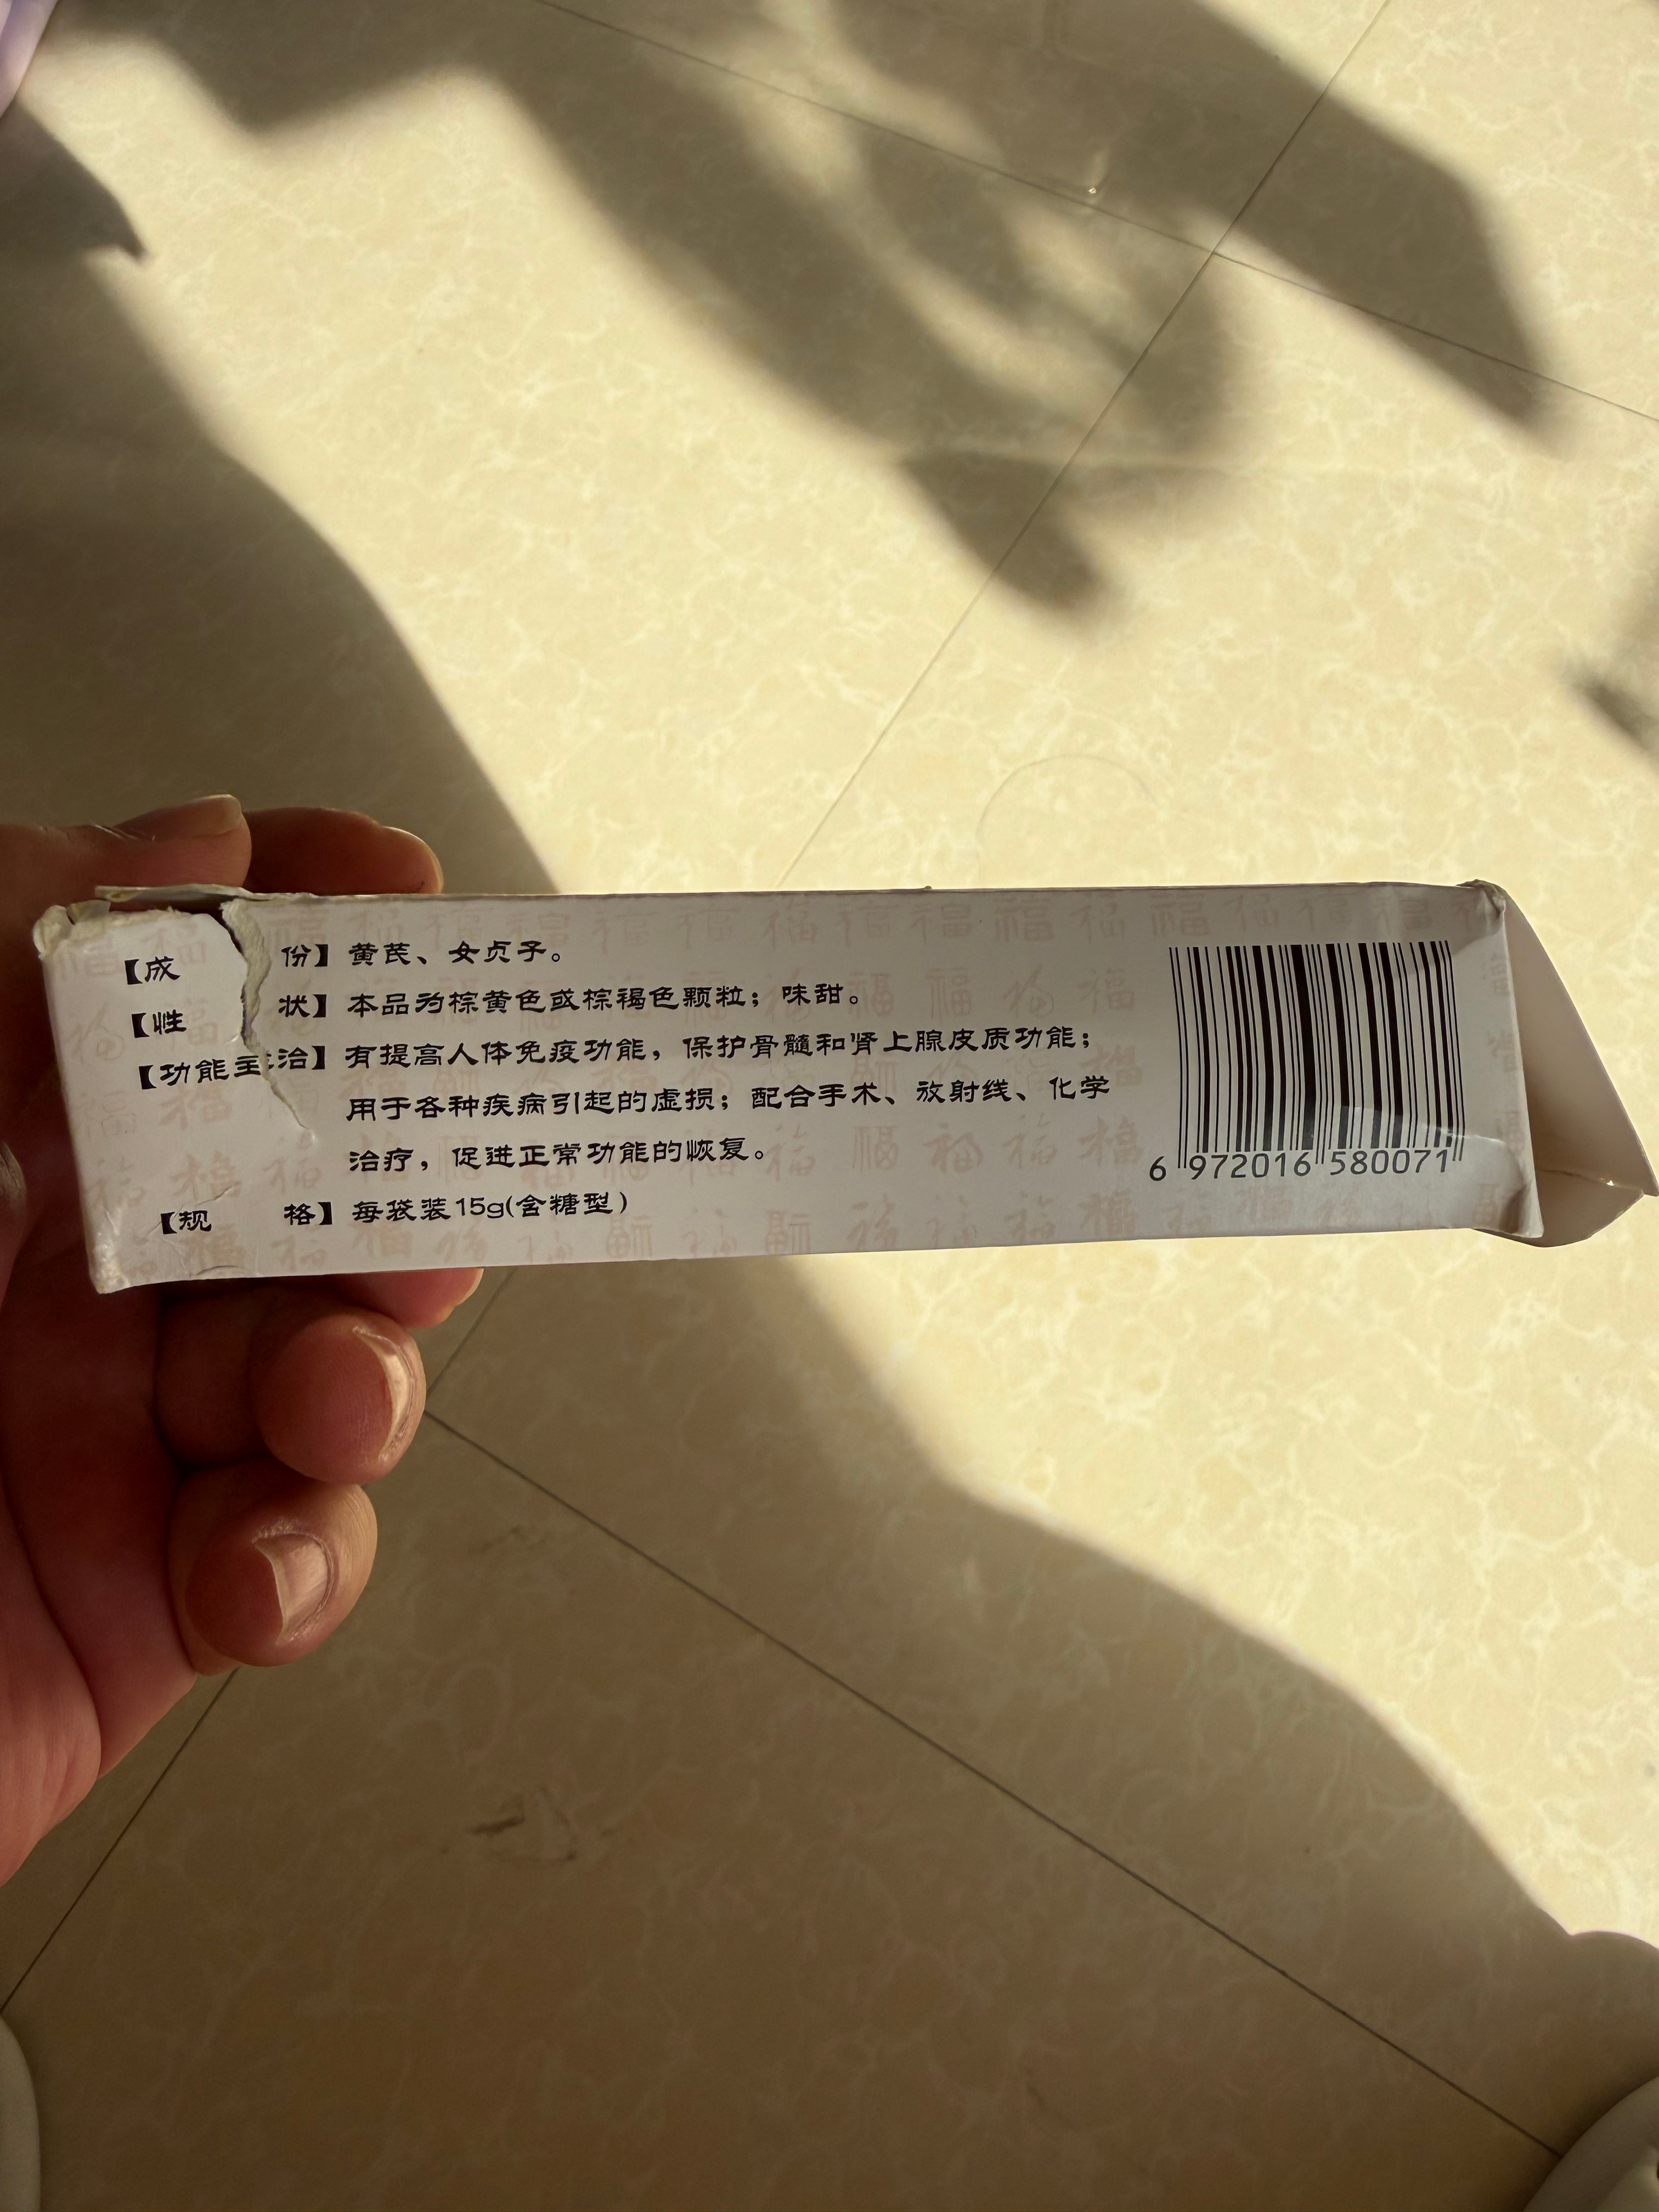 【成 份】黄芪、女贞子。
【性 状】本品为棕黄色或棕褐色颗粒；味甜。
【功能主治】有提高人体免疫功能，保护骨髓和肾上腺皮质功能；
用于各种疾病引起的虚损；配合手术、放射线、化学
治疗，促进正常功能的恢复。
【规 格】每袋装15g(含糖型)
6 972016 580071